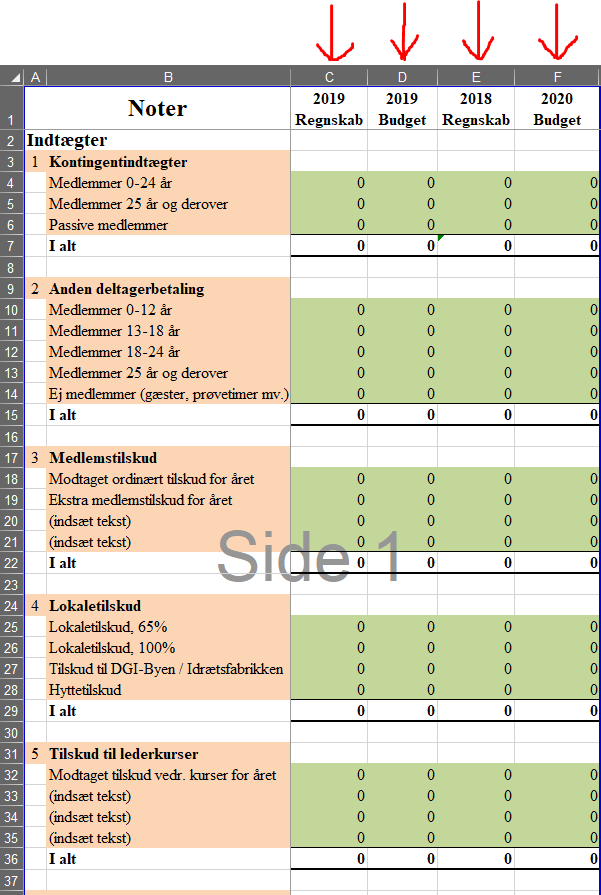 A B C D E F
1 Noter 2019 Regnskab 2019 Budget 2018 Regnskab 2020 Budget
2 Indtægter
3 1 Kontingentindtægter
4 Medlemmer 0-24 år 0 0 0 0
5 Medlemmer 25 år og derover 0 0 0 0
6 Passive medlemmer 0 0 0 0
7 I alt 0 0 0 0
8
9 2 Anden deltagerbetaling
10 Medlemmer 0-12 år 0 0 0 0
11 Medlemmer 13-18 år 0 0 0 0
12 Medlemmer 18-24 år 0 0 0 0
13 Medlemmer 25 år og derover 0 0 0 0
14 Ej medlemmer (gæster, prøvetimer mv.) 0 0 0 0
15 I alt 0 0 0 0
16
17 3 Medlemstilskud
18 Modtaget ordinært tilskud for året 0 0 0 0
19 Ekstra medlemstilskud for året 0 0 0 0
20 (indsæt tekst) 0 0 0 0
21 (indsæt tekst) 0 0 0 0
Side 1
22 I alt 0 0 0 0
23
24 4 Lokaletilskud
25 Lokaletilskud, 65% 0 0 0 0
26 Lokaletilskud, 100% 0 0 0 0
27 Tilskud til DGI-Byen / Idrætsfabrikken 0 0 0 0
28 Hyttetilskud 0 0 0 0
29 I alt 0 0 0 0
30
31 5 Tilskud til lederkurser
32 Modtaget tilskud vedr. kurser for året 0 0 0 0
33 (indsæt tekst) 0 0 0 0
34 (indsæt tekst) 0 0 0 0
35 (indsæt tekst) 0 0 0 0
36 I alt 0 0 0 0
37